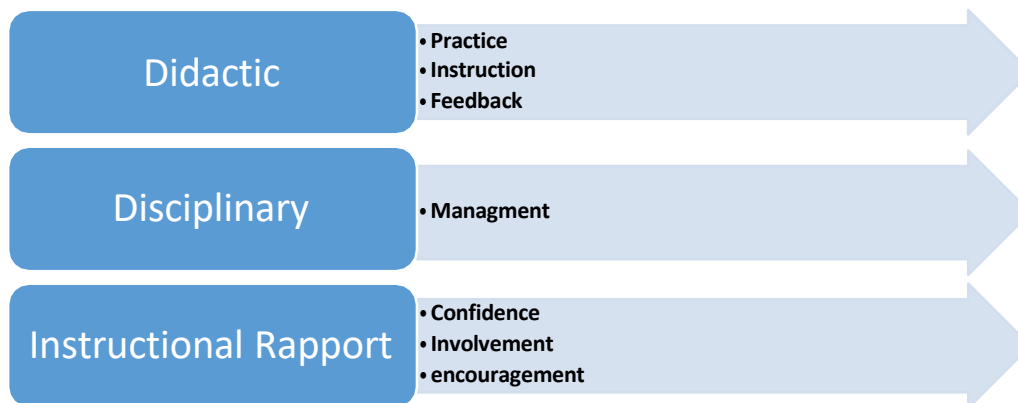 Didactic
• Practice
• Instruction
• Feedback
Disciplinary
• Managment
Instructional Rapport
• Confidence
• Involvement
• encouragement